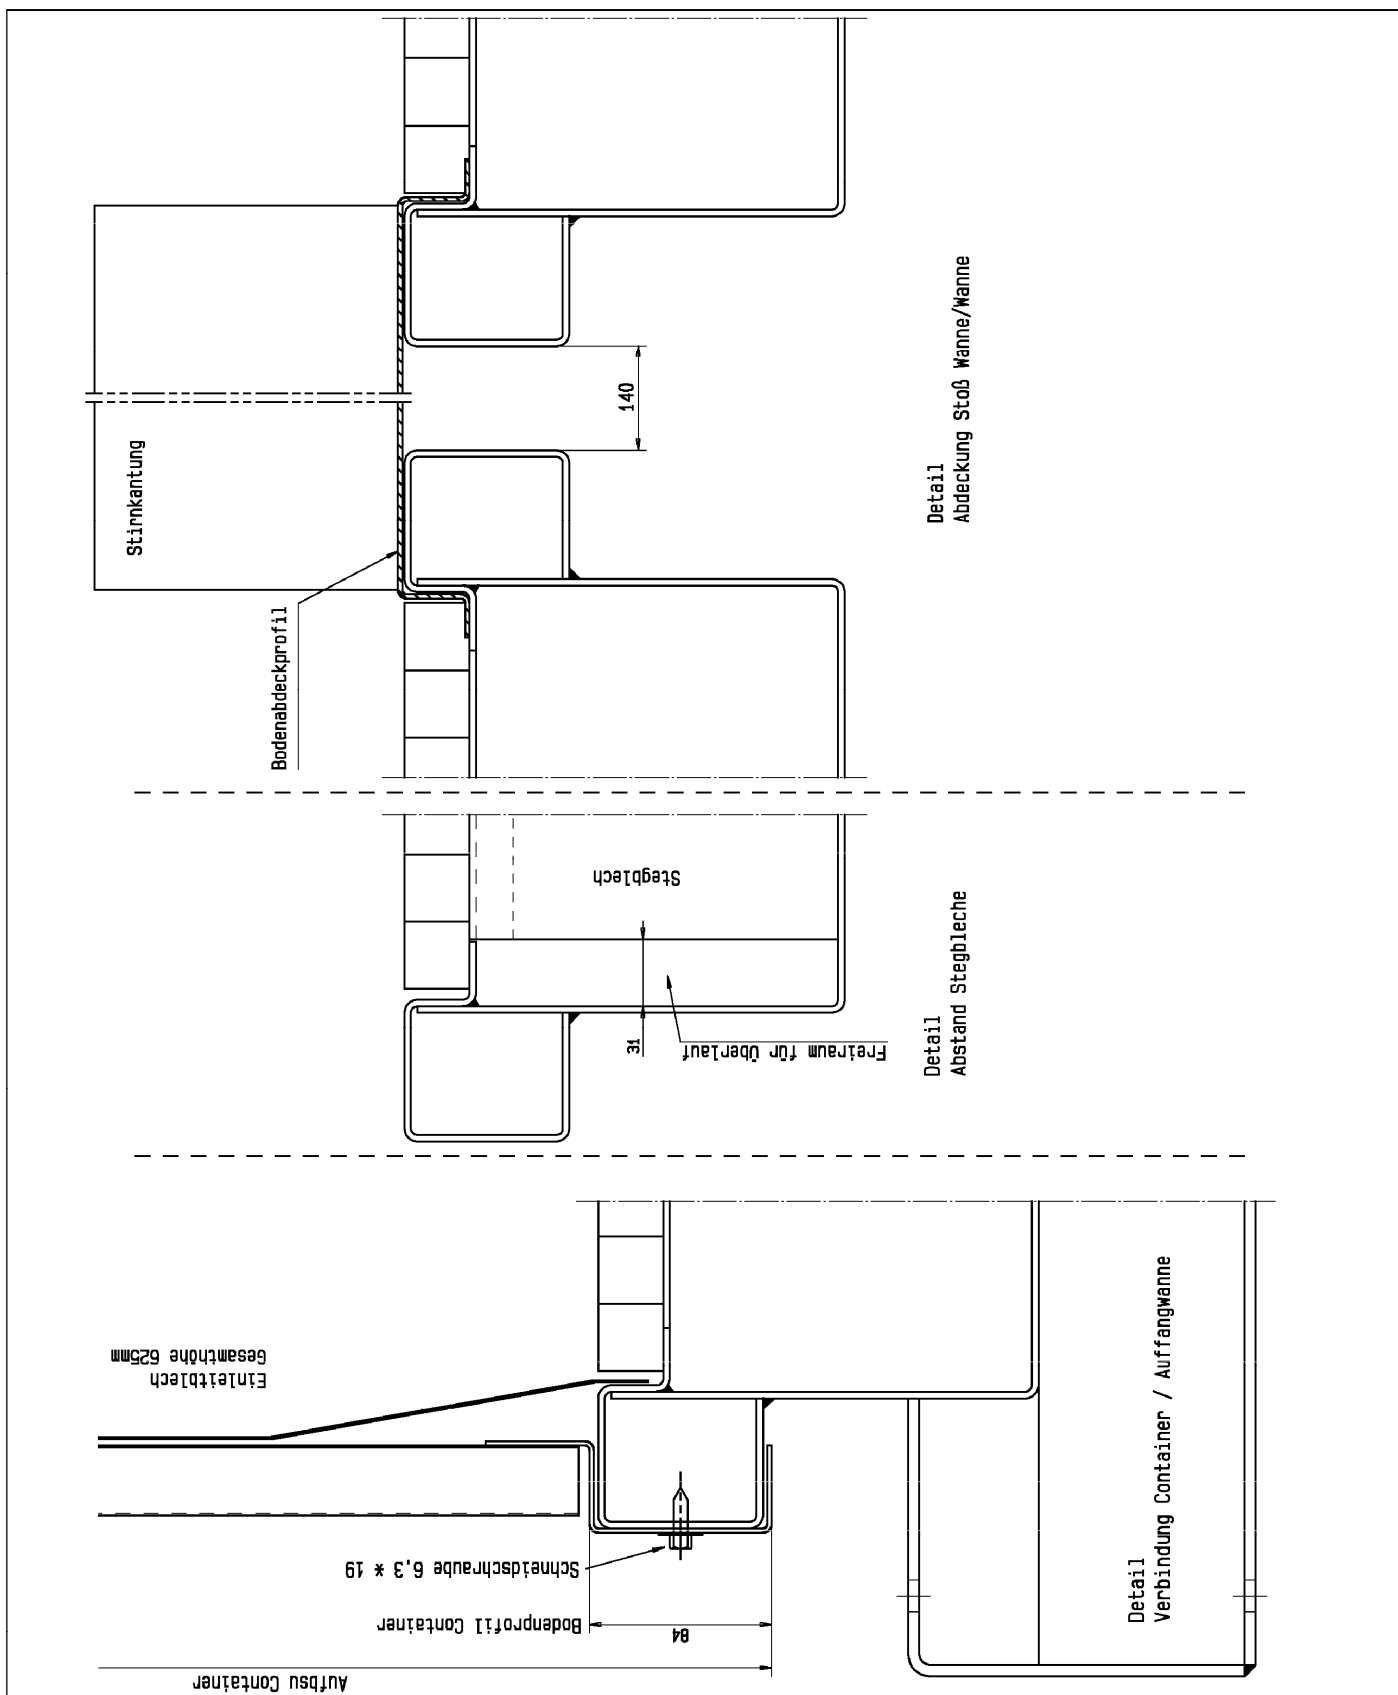 Stirnkantung
Bodenabdeckprofil
140
Detail
Abdeckung Stoß Wanne/Wanne
Stegblech
31
Freiraum für Überlauf
Detail
Abstand Stegbleche
Einleitblech
Gesamthöhe 625mm
Schneidschraube 6,3 * 19
Bodenprofil Container
84
Aufbsu Container
Detail
Verbindung Container / Auffangwanne